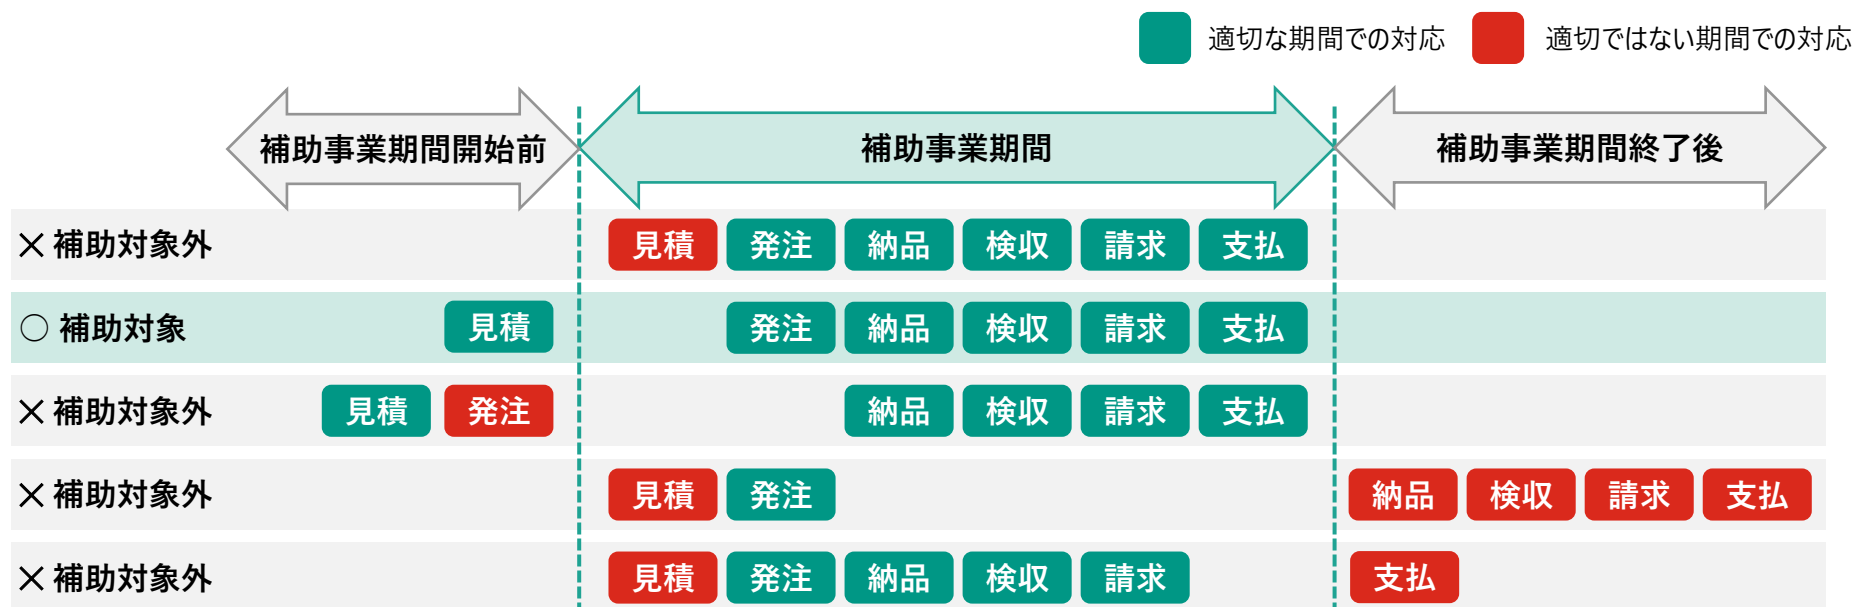 適切な期間での対応 適切ではない期間での対応
補助事業期間開始前 補助事業期間 補助事業期間終了後
× 補助対象外 見積 発注 納品 検収 請求 支払
○ 補助対象 見積 発注 納品 検収 請求 支払
× 補助対象外 見積 発注 納品 検収 請求 支払
× 補助対象外 見積 発注 納品 検収 請求 支払
× 補助対象外 見積 発注 納品 検収 請求 支払